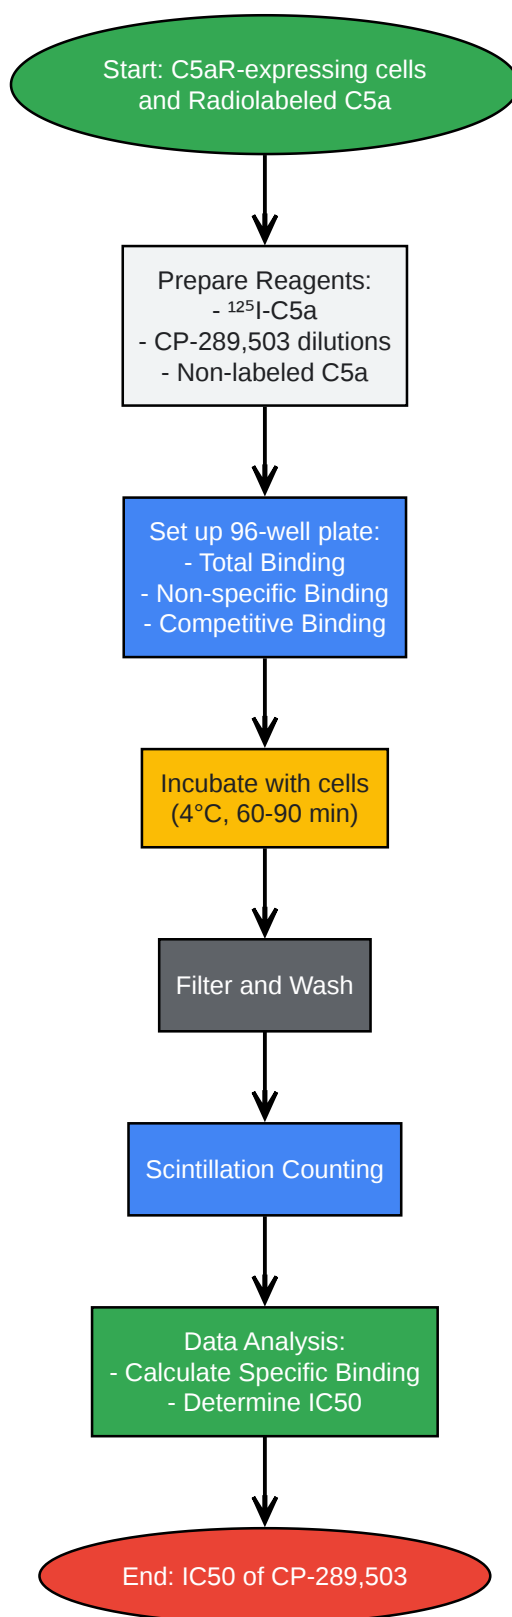 Start: C5aR-expressing cells
and Radiolabeled C5a
Prepare Reagents:
- ¹²⁵I-C5a
- CP-289,503 dilutions
- Non-labeled C5a
Set up 96-well plate:
- Total Binding
- Non-specific Binding
- Competitive Binding
Incubate with cells
(4°C, 60-90 min)
Filter and Wash
Scintillation Counting
Data Analysis:
- Calculate Specific Binding
- Determine IC50
End: IC50 of CP-289,503